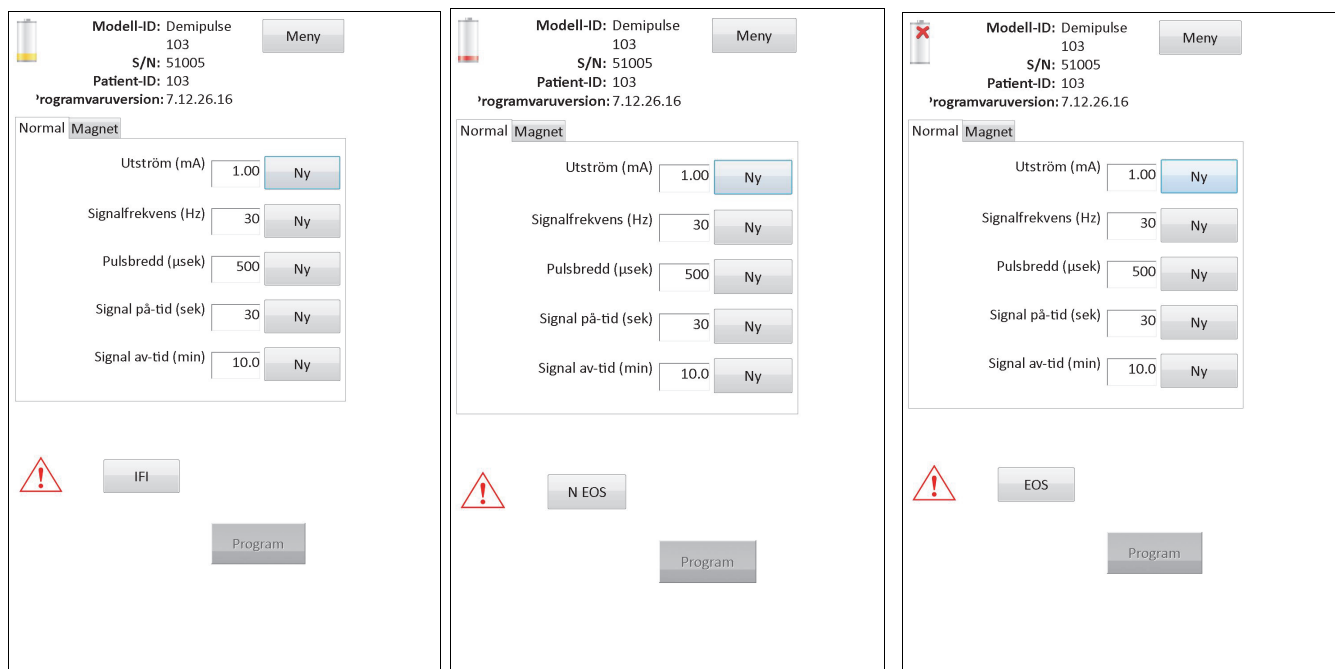 Modell-ID: Demipulse
103
S/N: 51005
Patient-ID: 103
rogramvaruversion: 7.12.26.16
Meny
Normal Magnet
Utström (mA) 1.00 Ny
Signalfrekvens (Hz) 30 Ny
Pulsbredd (µsek) 500 Ny
Signal på-tid (sek) 30 Ny
Signal av-tid (min) 10.0 Ny
IFI
Program
Modell-ID: Demipulse
103
S/N: 51005
Patient-ID: 103
rogramvaruversion: 7.12.26.16
Meny
Normal Magnet
Utström (mA) 1.00 Ny
Signalfrekvens (Hz) 30 Ny
Pulsbredd (µsek) 500 Ny
Signal på-tid (sek) 30 Ny
Signal av-tid (min) 10.0 Ny
N EOS
Program
Modell-ID: Demipulse
103
S/N: 51005
Patient-ID: 103
rogramvaruversion: 7.12.26.16
Meny
Normal Magnet
Utström (mA) 1.00 Ny
Signalfrekvens (Hz) 30 Ny
Pulsbredd (µsek) 500 Ny
Signal på-tid (sek) 30 Ny
Signal av-tid (min) 10.0 Ny
EOS
Program